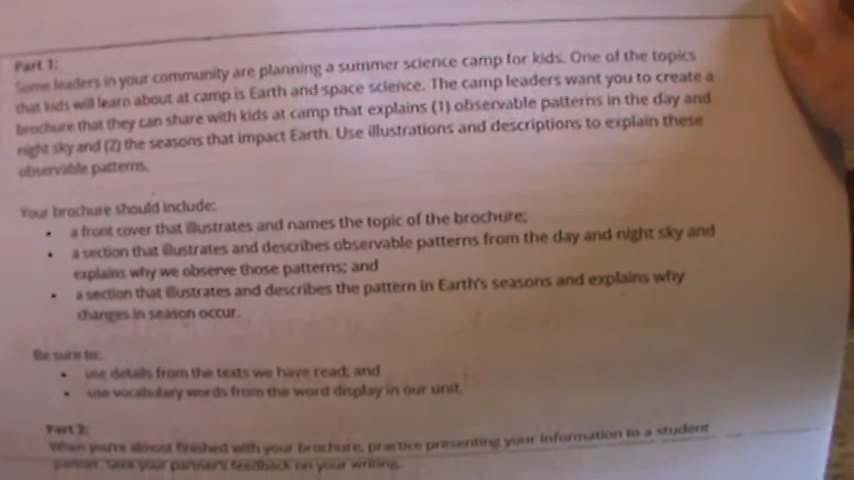 Part 1:
Some leaders in your community are planning a summer science camp for kids. One of the topics
that kids will learn about at camp is Earth and space science. The camp leaders want you to create a
brochure that they can share with kids at camp that explains (1) observable patterns in the day and
night sky and (2) the seasons that impact Earth. Use illustrations and descriptions to explain these
observable patterns.
Your brochure should include:
• a front cover that illustrates and names the topic of the brochure;
• a section that illustrates and describes observable patterns from the day and night sky and
explains why we observe those patterns; and
• a section that illustrates and describes the pattern in Earth's seasons and explains why
changes in season occur.
Be sure to:
• use details from the texts we have read; and
• use vocabulary words from the word display in our unit.
Part 2:
When you're almost finished with your brochure, practice presenting your information to a student
partner. Seek your partner's feedback on your writing.